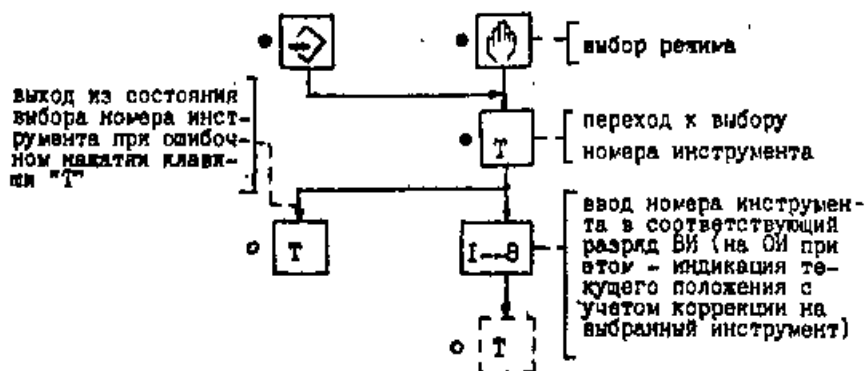 выбор режима
выход из состояния
выбора номера инст-
румента при ошибоч-
ном нажатии клави-
ши "Т"
Т
переход к выбору
номера инструмента
Т
I--8
ввод номера инструмен-
та в соответствующий
разряд ВИ (на ОИ при
этом - индикация те-
кущего положения с
учетом коррекции на
выбранный инструмент)
Т